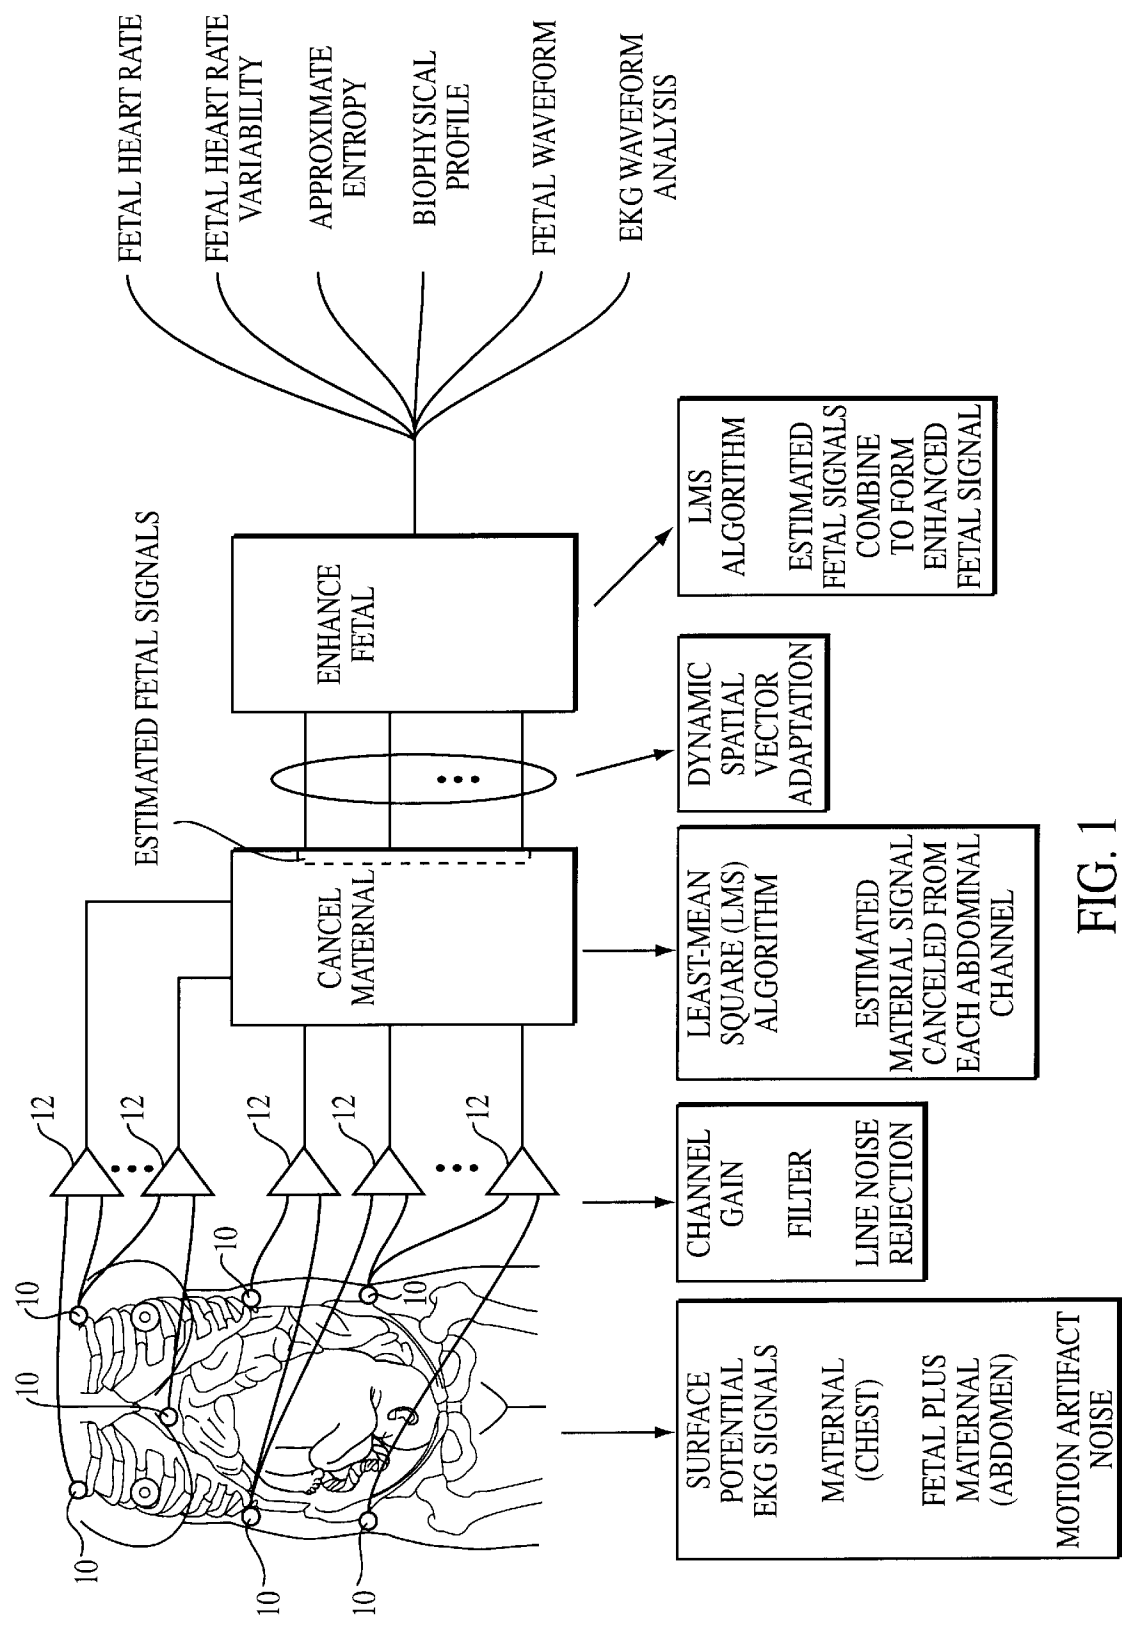 10
10
10
10
10
10
10
12
12
12
12
12
CANCEL
MATERNAL
ESTIMATED FETAL SIGNALS
ENHANCE
FETAL
FETAL HEART RATE
FETAL HEART RATE
VARIABILITY
APPROXIMATE
ENTROPY
BIOPHYSICAL
PROFILE
FETAL WAVEFORM
EKG WAVEFORM
ANALYSIS
SURFACE
POTENTIAL
EKG SIGNALS
MATERNAL
(CHEST)
FETAL PLUS
MATERNAL
(ABDOMEN)
MOTION ARTIFACT
NOISE
CHANNEL
GAIN
FILTER
LINE NOISE
REJECTION
LEAST-MEAN
SQUARE (LMS)
ALGORITHM
ESTIMATED
MATERIAL SIGNAL
CANCELED FROM
EACH ABDOMINAL
CHANNEL
DYNAMIC
SPATIAL
VECTOR
ADAPTATION
LMS
ALGORITHM
ESTIMATED
FETAL SIGNALS
COMBINE
TO FORM
ENHANCED
FETAL SIGNAL
FIG. 1